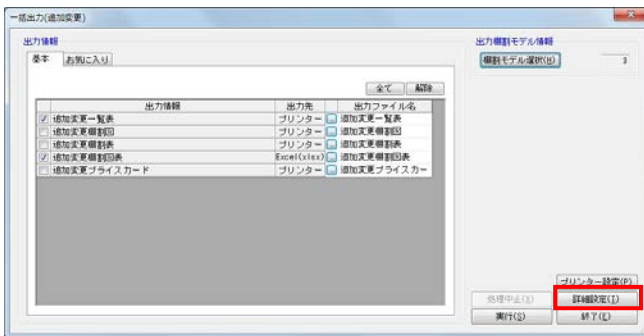 一括出力(追加変更)
出力情報
基本 お気に入り
全て 解除
出力情報 出力先 出力ファイル名
追加変更一覧表 プリンター 追加変更一覧表
追加変更棚割図 プリンター 追加変更棚割図
追加変更棚割表 プリンター 追加変更棚割表
追加変更棚割図表 Excel(xlsx) 追加変更棚割図表
追加変更プライスカード プリンター 追加変更プライスカー
出力棚割モデル情報
棚割モデル選択(M) 3
プリンター設定(P)
処理中止(X) 詳細設定(I)
実行(S) 終了(E)